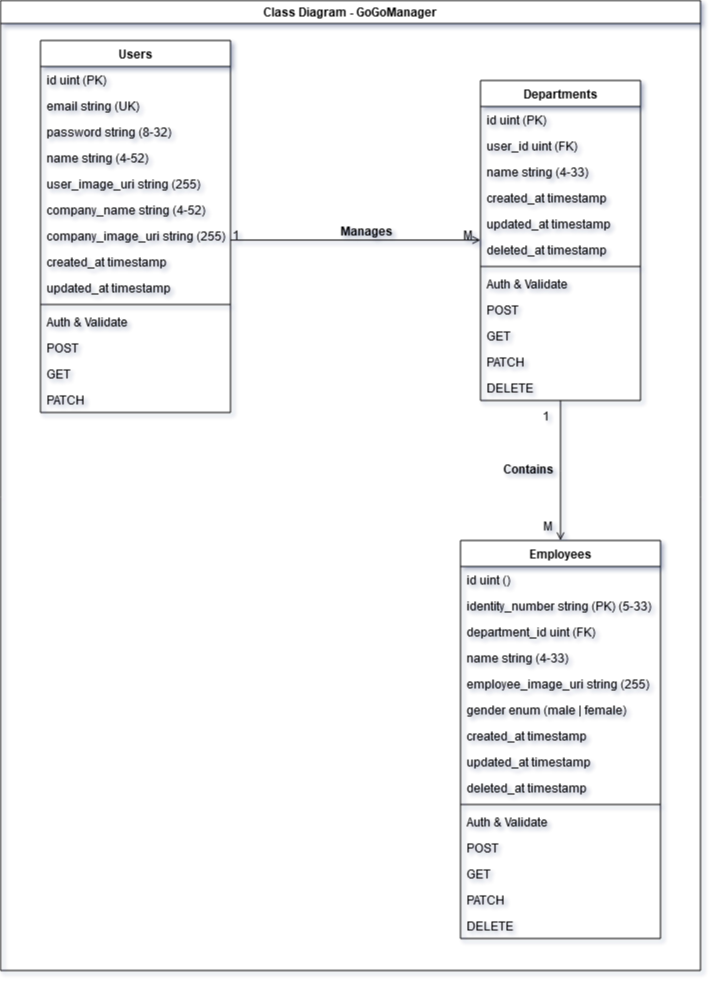 Class Diagram - GoGoManager
Users
id uint (PK)
email string (UK)
password string (8-32)
name string (4-52)
user_image_uri string (255)
company_name string (4-52)
company_image_uri string (255)
created_at timestamp
updated_at timestamp
Auth & Validate
POST
GET
PATCH
1
Manages
M
Departments
id uint (PK)
user_id uint (FK)
name string (4-33)
created_at timestamp
updated_at timestamp
deleted_at timestamp
Auth & Validate
POST
GET
PATCH
DELETE
1
Contains
M
Employees
id uint ()
identity_number string (PK) (5-33)
department_id uint (FK)
name string (4-33)
employee_image_uri string (255)
gender enum (male | female)
created_at timestamp
updated_at timestamp
deleted_at timestamp
Auth & Validate
POST
GET
PATCH
DELETE